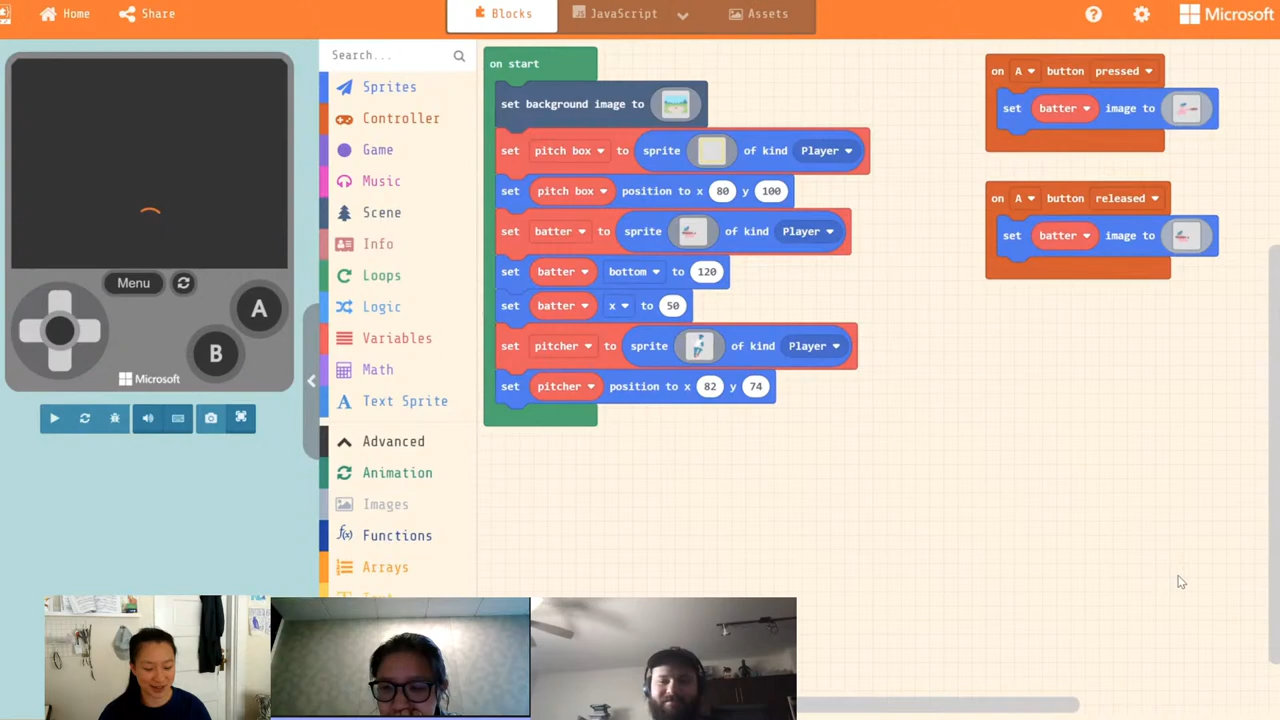 Home
Share
Blocks
JavaScript
Assets
Microsoft
Menu
A
B
Microsoft
Search...
Sprites
Controller
Game
Music
Scene
Info
Loops
Logic
Variables
Math
Text Sprite
Advanced
Animation
Images
Functions
Arrays
on start
set background image to
set pitch box to sprite of kind Player
set pitch box position to x 80 y 100
set batter to sprite of kind Player
set batter bottom to 120
set batter x to 50
set pitcher to sprite of kind Player
set pitcher position to x 82 y 74
on A button pressed
set batter image to
on A button released
set batter image to